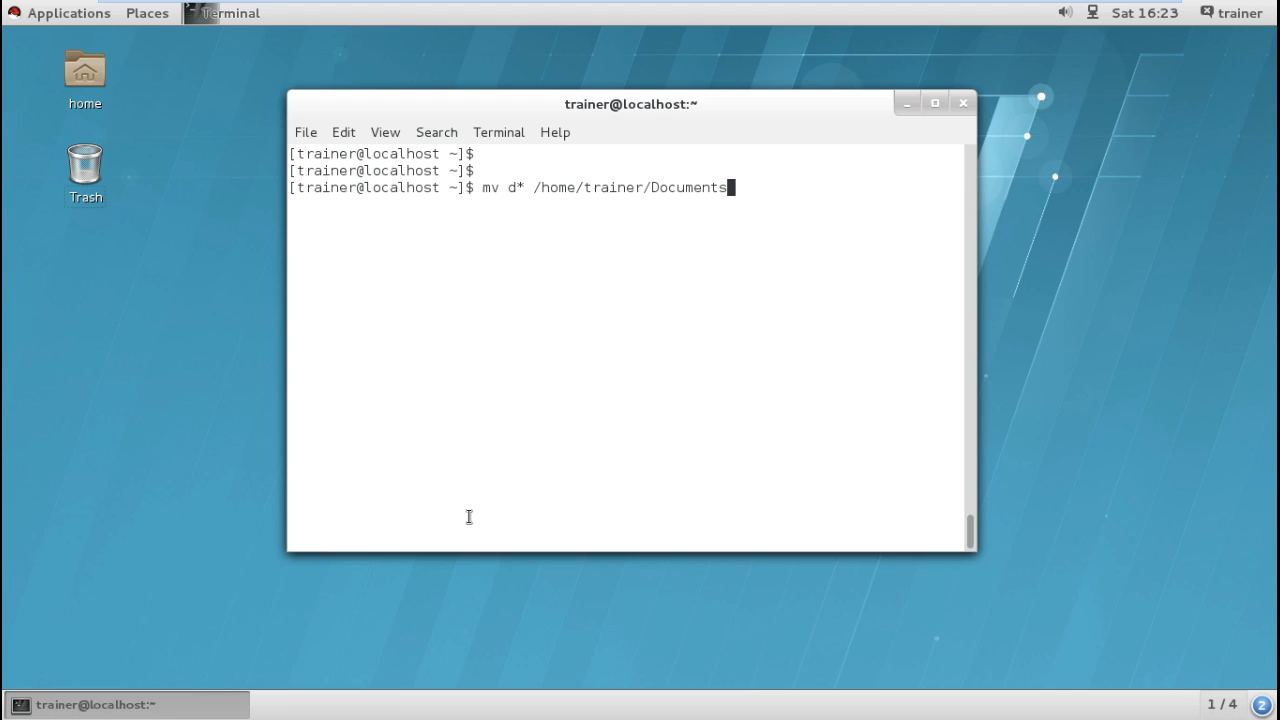 Applications Places Terminal Sat 16:23 trainer
home
Trash
trainer@localhost:~
File Edit View Search Terminal Help
[trainer@localhost ~]$
[trainer@localhost ~]$
[trainer@localhost ~]$ mv d* /home/trainer/Documents
trainer@localhost:~ 1 / 4 2